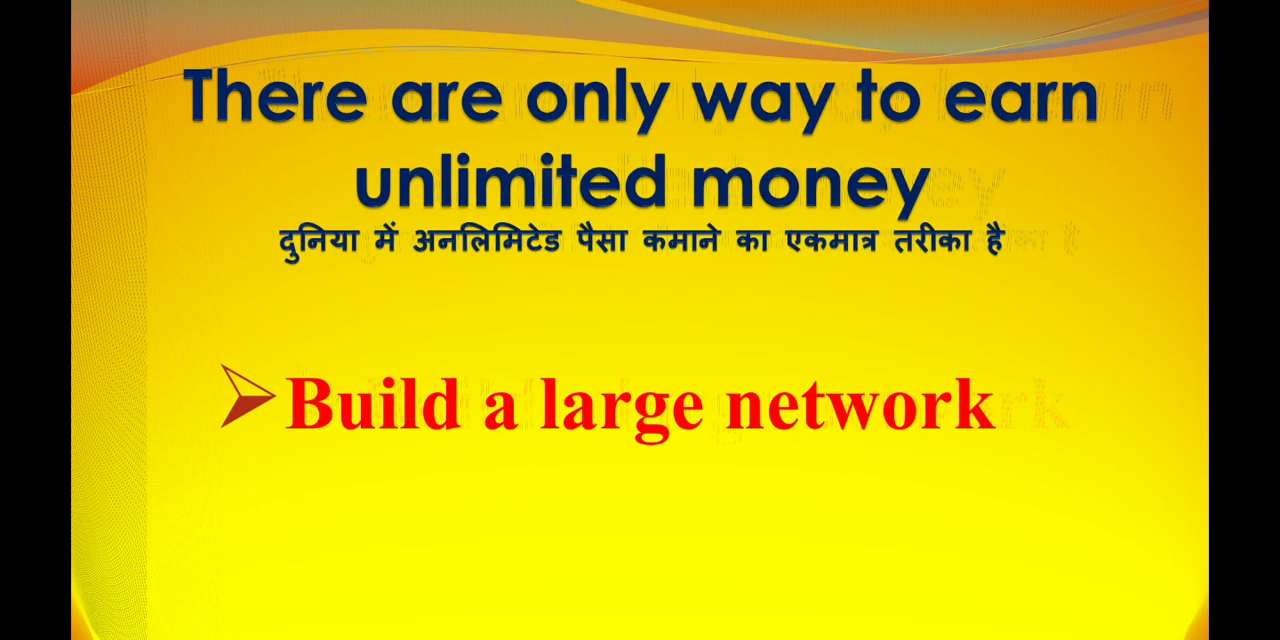 There are only way to earn
unlimited money
दुनिया में अनलिमिटेड पैसा कमाने का एकमात्र तरीका है
Build a large network